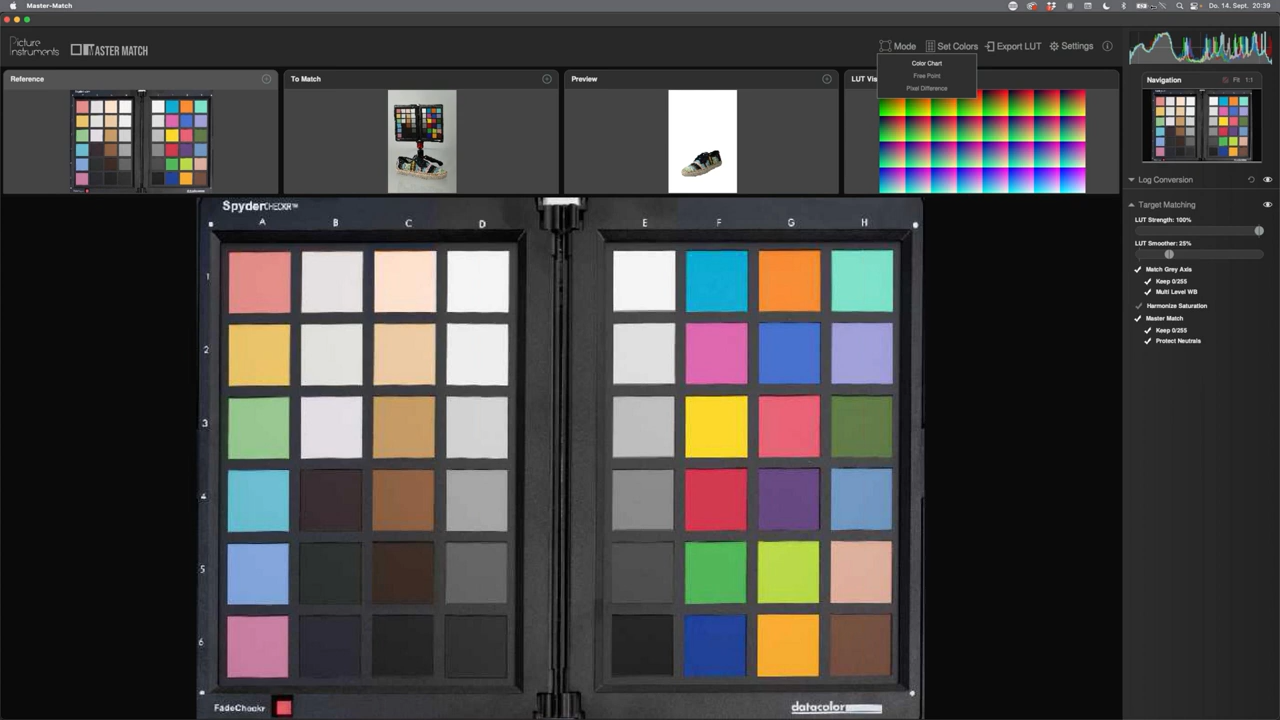 Master-Match
Do. 14. Sept. 20:39
Picture Instruments
MASTER MATCH
Mode
Set Colors
Export LUT
Settings
Color Chart
Free Point
Pixel Difference
Reference
To Match
Preview
LUT
Navigation
Fit
1:1
Log Conversion
Target Matching
LUT Strength: 100%
LUT Smoother: 25%
Match Grey Axis
Keep 0/255
Multi Level WB
Harmonize Saturation
Master Match
Keep 0/255
Protect Neutrals
SpyderCHECKR™
A B C D E F G H
1
2
3
4
5
6
FadeCheckr
datacolor